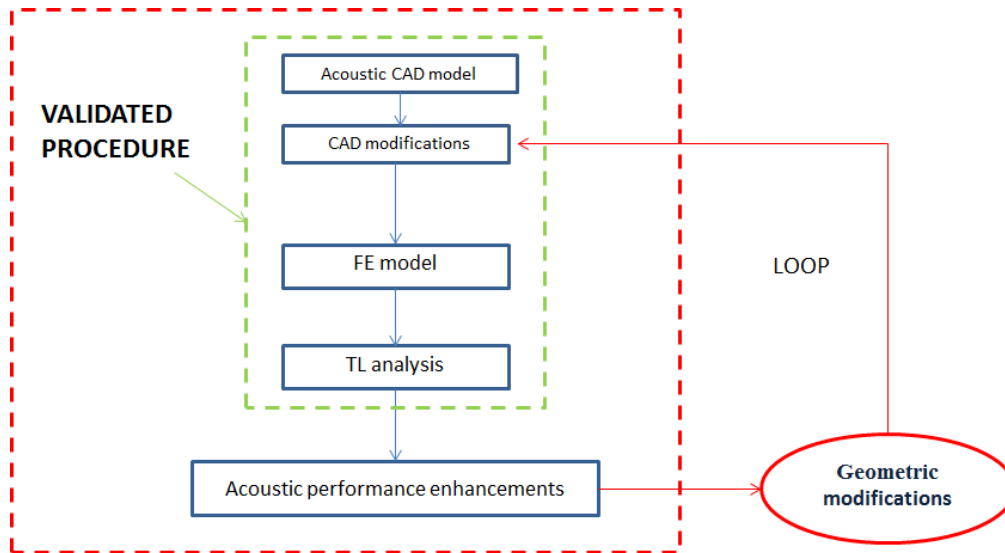 Acoustic CAD model
VALIDATED
PROCEDURE
CAD modifications
FE model
LOOP
TL analysis
Acoustic performance enhancements
Geometric
modifications